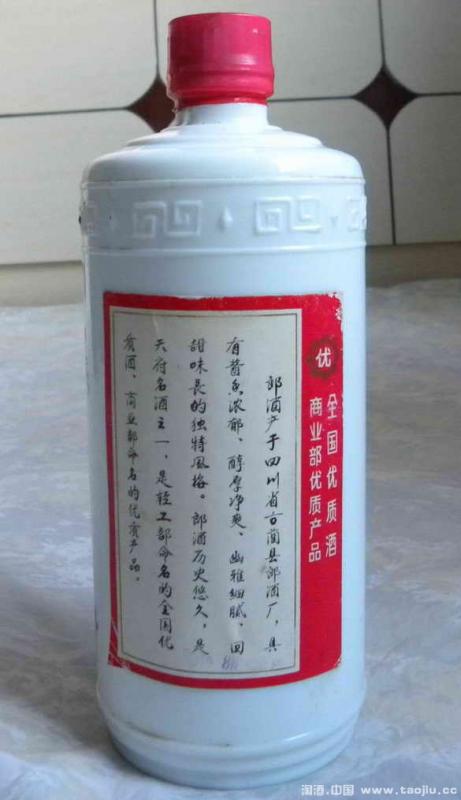 优
全国优质酒
商业部优质产品
郎酒产于四川省古蔺县郎酒厂，具
有酱香浓郁、醇厚净爽、幽雅细腻、回
甜味长的独特風格。郎酒历史悠久，是
天府名酒之一，是轻工部命名的全国优
质酒，商业部命名的优质产品。
淘酒.中国 www.taojiu.cc